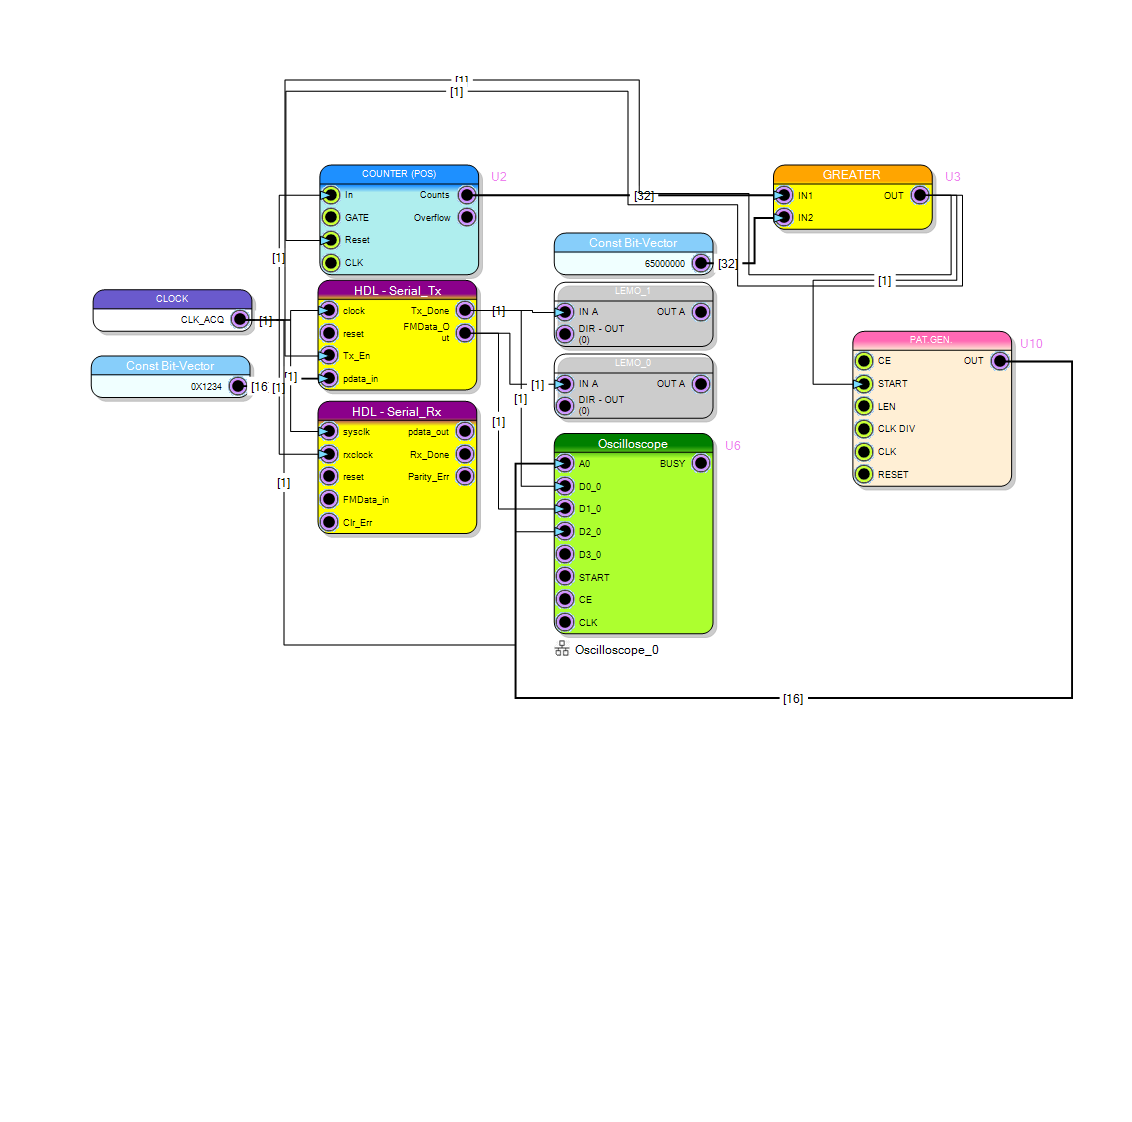 [1]
[1]
COUNTER (POS)
U2
In
Counts
GATE
Overflow
Reset
CLK
[32]
GREATER
U3
IN1
OUT
IN2
Const Bit-Vector
65000000
[32]
[1]
[1]
CLOCK
CLK_ACQ
[1]
HDL - Serial_Tx
clock
Tx_Done
reset
FMData_O
ut
Tx_En
pdata_in
[1]
LEMO_1
IN A
OUT A
DIR - OUT
(0)
Const Bit-Vector
0X1234
[16
[1]
[1]
LEMO_0
[1]
IN A
OUT A
DIR - OUT
(0)
[1]
PAT.GEN.
U10
CE
OUT
START
LEN
CLK DIV
CLK
RESET
HDL - Serial_Rx
sysclk
pdata_out
rxclock
Rx_Done
reset
Parity_Err
FMData_in
Clr_Err
[1]
[1]
Oscilloscope
U6
A0
BUSY
D0_0
D1_0
D2_0
D3_0
START
CE
CLK
Oscilloscope_0
[16]